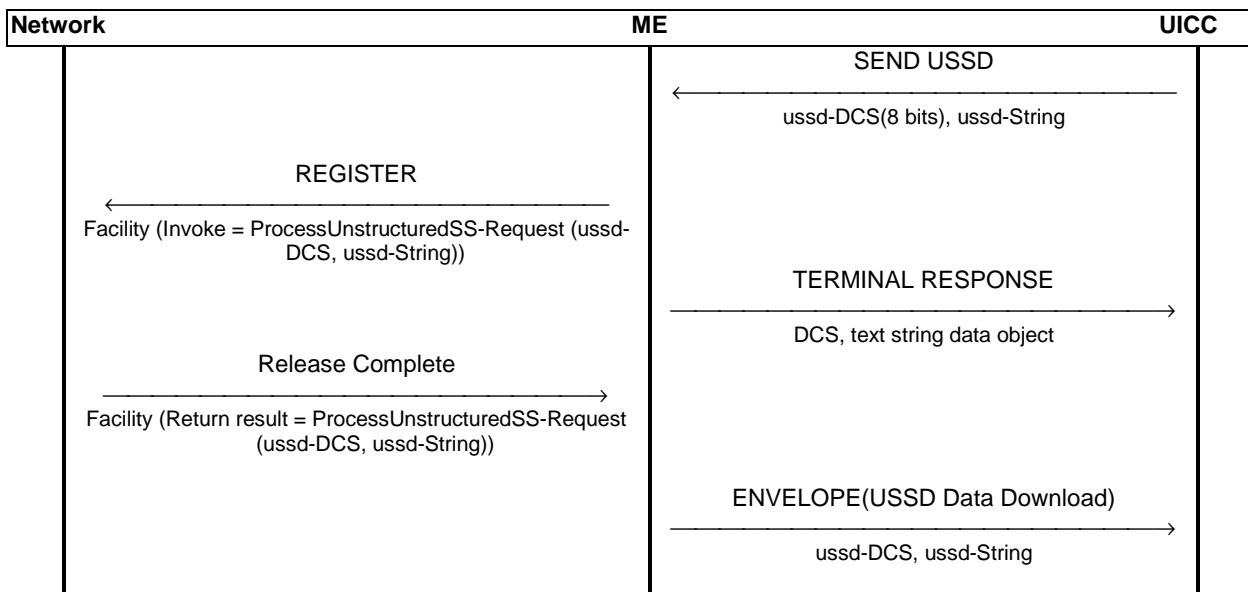 Network ME UICC
SEND USSD
ussd-DCS(8 bits), ussd-String
REGISTER
Facility (Invoke = ProcessUnstructuredSS-Request (ussd-
DCS, ussd-String))
TERMINAL RESPONSE
DCS, text string data object
Release Complete
Facility (Return result = ProcessUnstructuredSS-Request
(ussd-DCS, ussd-String))
ENVELOPE(USSD Data Download)
ussd-DCS, ussd-String